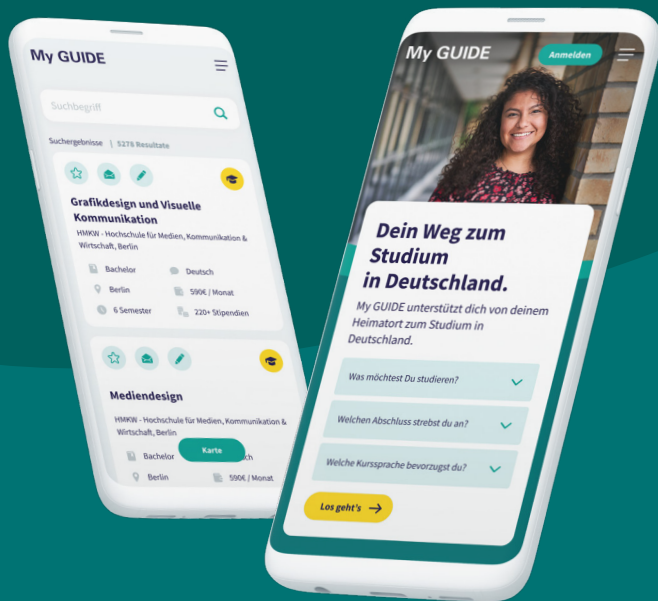 My GUIDE
Suchbegriff
Suchergebnisse | 5278 Resultate
Grafikdesign und Visuelle
Kommunikation
HMKW - Hochschule für Medien, Kommunikation &
Wirtschaft, Berlin
Bachelor
Deutsch
Berlin
590€ / Monat
6 Semester
220+ Stipendien
Mediendesign
HMKW - Hochschule für Medien, Kommunikation &
Wirtschaft, Berlin
Bachelor
Karte
Berlin
590€ / Monat
My GUIDE
Anmelden
Dein Weg zum
Studium
in Deutschland.
My GUIDE unterstützt dich von deinem
Heimatort zum Studium in
Deutschland.
Was möchtest Du studieren?
Welchen Abschluss strebst du an?
Welche Kurssprache bevorzugst du?
Los geht's